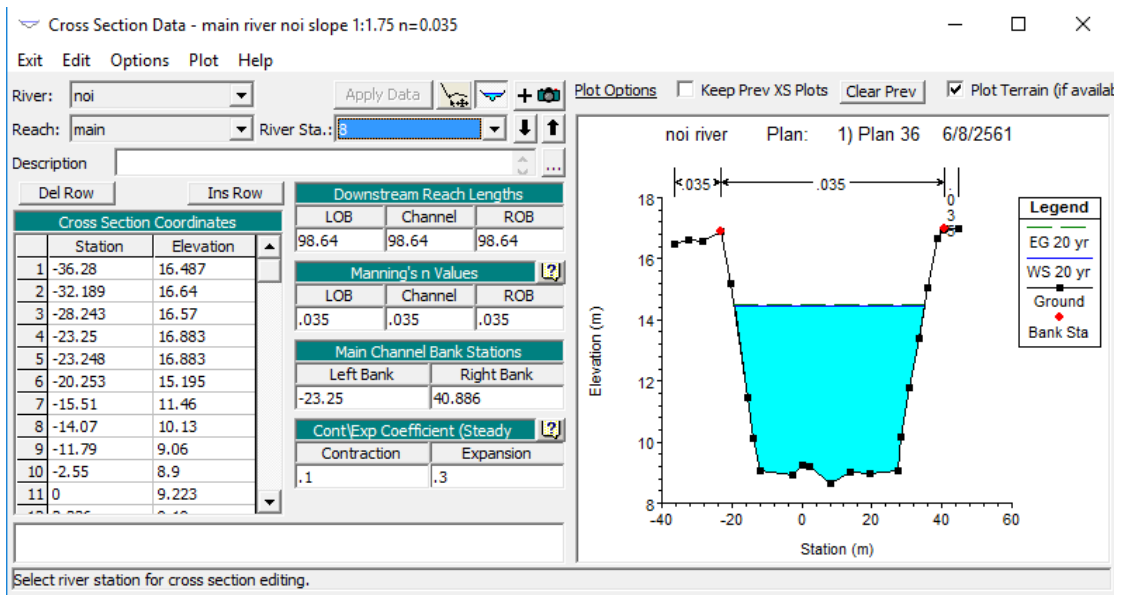 Cross Section Data - main river noi slope 1:1.75 n=0.035
Exit Edit Options Plot Help
River: noi
Apply Data
Reach: main
River Sta.: 8
Description
...
Del Row Ins Row
Cross Section Coordinates
Station Elevation
1 -36.28 16.487
2 -32.189 16.64
3 -28.243 16.57
4 -23.25 16.883
5 -23.248 16.883
6 -20.253 15.195
7 -15.51 11.46
8 -14.07 10.13
9 -11.79 9.06
10 -2.55 8.9
11 0 9.223
Downstream Reach Lengths
LOB Channel ROB
98.64 98.64 98.64
Manning's n Values
LOB Channel ROB
.035 .035 .035
Main Channel Bank Stations
Left Bank Right Bank
-23.25 40.886
Cont\Exp Coefficient (Steady
Contraction Expansion
.1 .3
Select river station for cross section editing.
Plot Options Keep Prev XS Plots Clear Prev Plot Terrain (if availab
noi river Plan: 1) Plan 36 6/8/2561
.035 .035 .035
18
16
14
12
10
8
Elevation (m)
-40 -20 0 20 40 60
Station (m)
Legend
EG 20 yr
WS 20 yr
Ground
Bank Sta